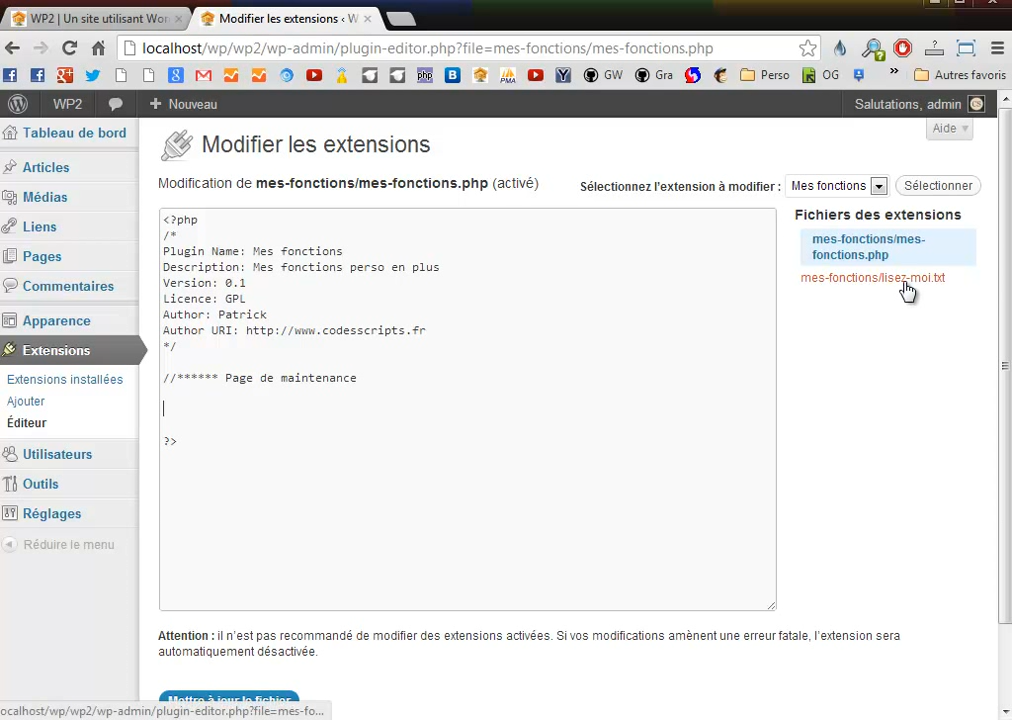 WP2 | Un site utilisant Wor
Modifier les extensions ‹ W
localhost/wp/wp2/wp-admin/plugin-editor.php?file=mes-fonctions/mes-fonctions.php
php
PMA
GW
Gra
Perso
OG
»
Autres favoris
WP2
Nouveau
Salutations, admin
Tableau de bord
Articles
Médias
Liens
Pages
Commentaires
Apparence
Extensions
Extensions installées
Ajouter
Éditeur
Utilisateurs
Outils
Réglages
Réduire le menu
Aide
Modifier les extensions
Modification de mes-fonctions/mes-fonctions.php (activé)
Sélectionnez l'extension à modifier :
Mes fonctions
Sélectionner
<?php
/*
Plugin Name: Mes fonctions
Description: Mes fonctions perso en plus
Version: 0.1
Licence: GPL
Author: Patrick
Author URI: http://www.codesscripts.fr
*/
//****** Page de maintenance
?>
Fichiers des extensions
mes-fonctions/mes-
fonctions.php
mes-fonctions/lisez-moi.txt
Attention : il n'est pas recommandé de modifier des extensions activées. Si vos modifications amènent une erreur fatale, l'extension sera
automatiquement désactivée.
Mettre à jour le fichier
ocalhost/wp/wp2/wp-admin/plugin-editor.php?file=mes-fo...